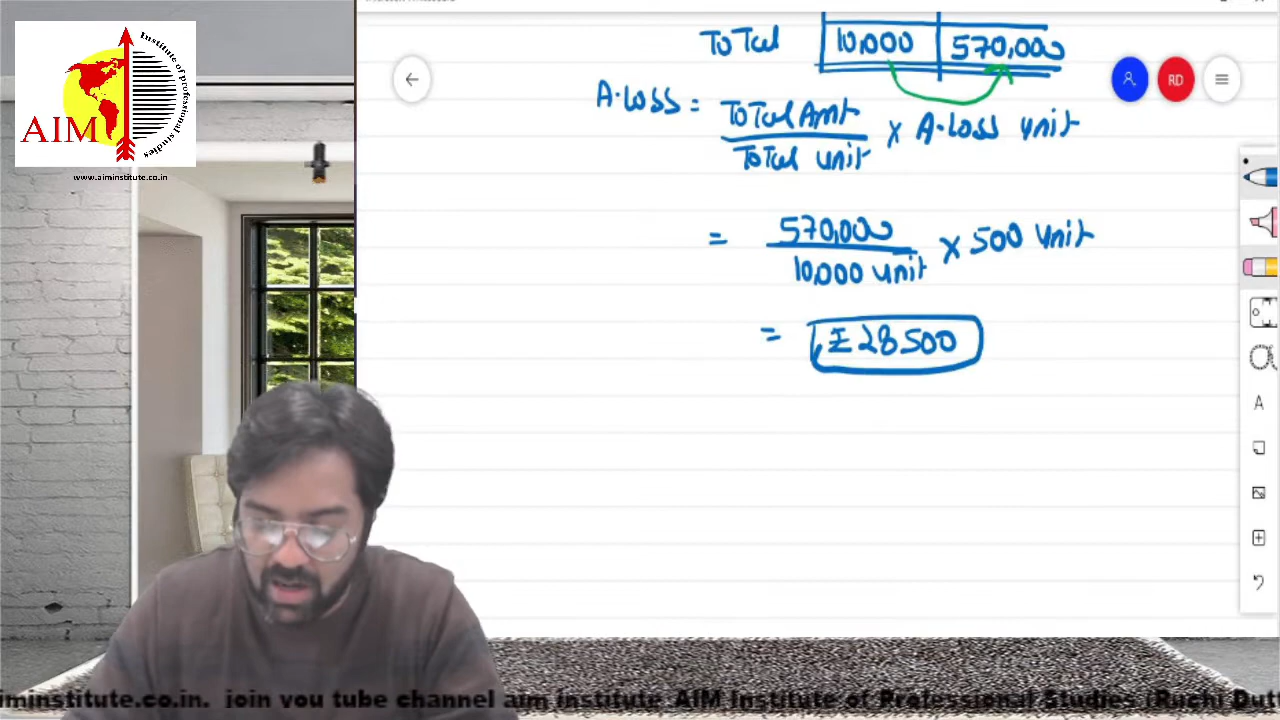 Institute of professional studies
AIM
www.aiminstitute.co.in
Total 10,000 570,000
A.Loss = Total Amt / Total unit x A.Loss unit
= 570,000 / 10,000 unit x 500 unit
= ₹ 28500
RD
A
iminstitute.co.in. join you tube channel aim institute AIM Institute of Professional Studies (Ruchi Dut